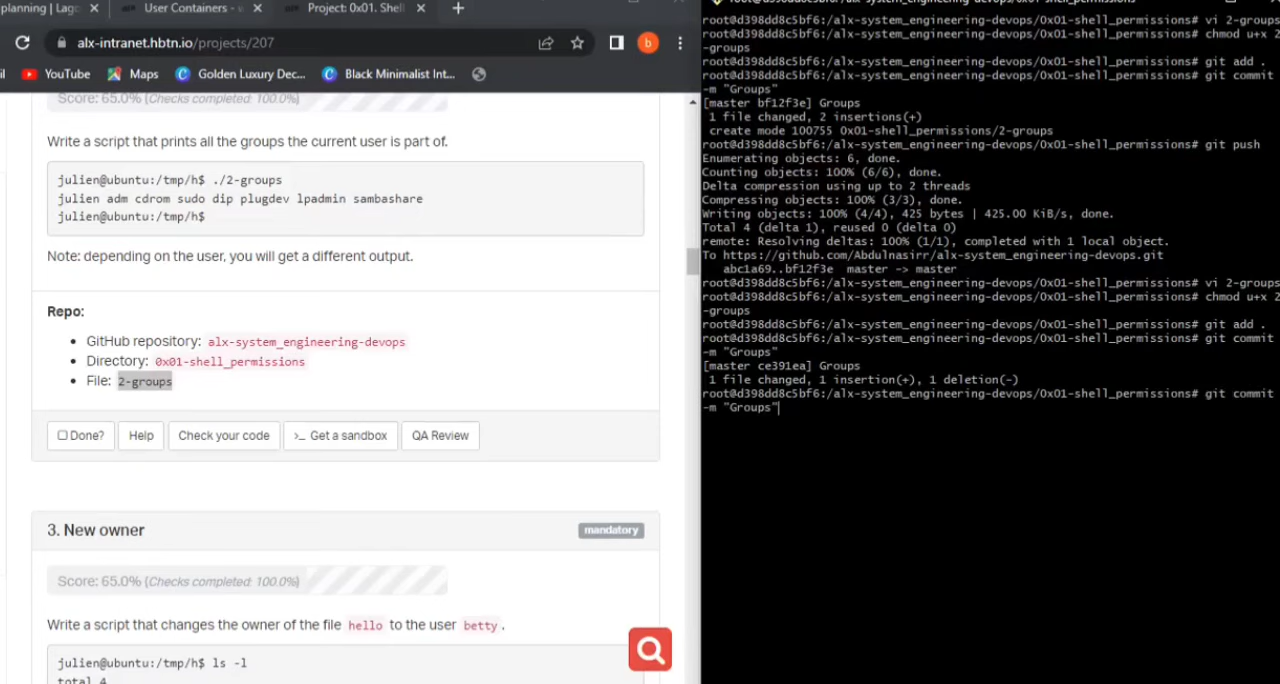 planning | Lago
User Containers -
Project: 0x01. Shell
alx-intranet.hbtn.io/projects/207
b
YouTube
Maps
Golden Luxury Dec...
Black Minimalist Int...
Score: 65.0% (Checks completed: 100.0%)
Write a script that prints all the groups the current user is part of.
julien@ubuntu:/tmp/h$ ./2-groups
julien adm cdrom sudo dip plugdev lpadmin sambashare
julien@ubuntu:/tmp/h$
Note: depending on the user, you will get a different output.
Repo:
GitHub repository: alx-system_engineering-devops
Directory: 0x01-shell_permissions
File: 2-groups
Done?
Help
Check your code
>_ Get a sandbox
QA Review
3. New owner
mandatory
Score: 65.0% (Checks completed: 100.0%)
Write a script that changes the owner of the file hello to the user betty.
julien@ubuntu:/tmp/h$ ls -l
total 4
root@d398dd8c5bf6: /alx-system_engineering-devops/0x01-shell_permissions
root@d398dd8c5bf6:/alx-system_engineering-devops/0x01-shell_permissions# vi 2-groups
root@d398dd8c5bf6:/alx-system_engineering-devops/0x01-shell_permissions# chmod u+x 2
-groups
root@d398dd8c5bf6:/alx-system_engineering-devops/0x01-shell_permissions# git add .
root@d398dd8c5bf6:/alx-system_engineering-devops/0x01-shell_permissions# git commit
-m "Groups"
[master bf12f3e] Groups
1 file changed, 2 insertions(+)
create mode 100755 0x01-shell_permissions/2-groups
root@d398dd8c5bf6:/alx-system_engineering-devops/0x01-shell_permissions# git push
Enumerating objects: 6, done.
Counting objects: 100% (6/6), done.
Delta compression using up to 2 threads
Compressing objects: 100% (3/3), done.
Writing objects: 100% (4/4), 425 bytes | 425.00 KiB/s, done.
Total 4 (delta 1), reused 0 (delta 0)
remote: Resolving deltas: 100% (1/1), completed with 1 local object.
To https://github.com/Abdulnasirr/alx-system_engineering-devops.git
abc1a69..bf12f3e  master -> master
root@d398dd8c5bf6:/alx-system_engineering-devops/0x01-shell_permissions# vi 2-groups
root@d398dd8c5bf6:/alx-system_engineering-devops/0x01-shell_permissions# chmod u+x 2
-groups
root@d398dd8c5bf6:/alx-system_engineering-devops/0x01-shell_permissions# git add .
root@d398dd8c5bf6:/alx-system_engineering-devops/0x01-shell_permissions# git commit
-m "Groups"
[master ce391ea] Groups
1 file changed, 1 insertion(+), 1 deletion(-)
root@d398dd8c5bf6:/alx-system_engineering-devops/0x01-shell_permissions# git commit
-m "Groups"